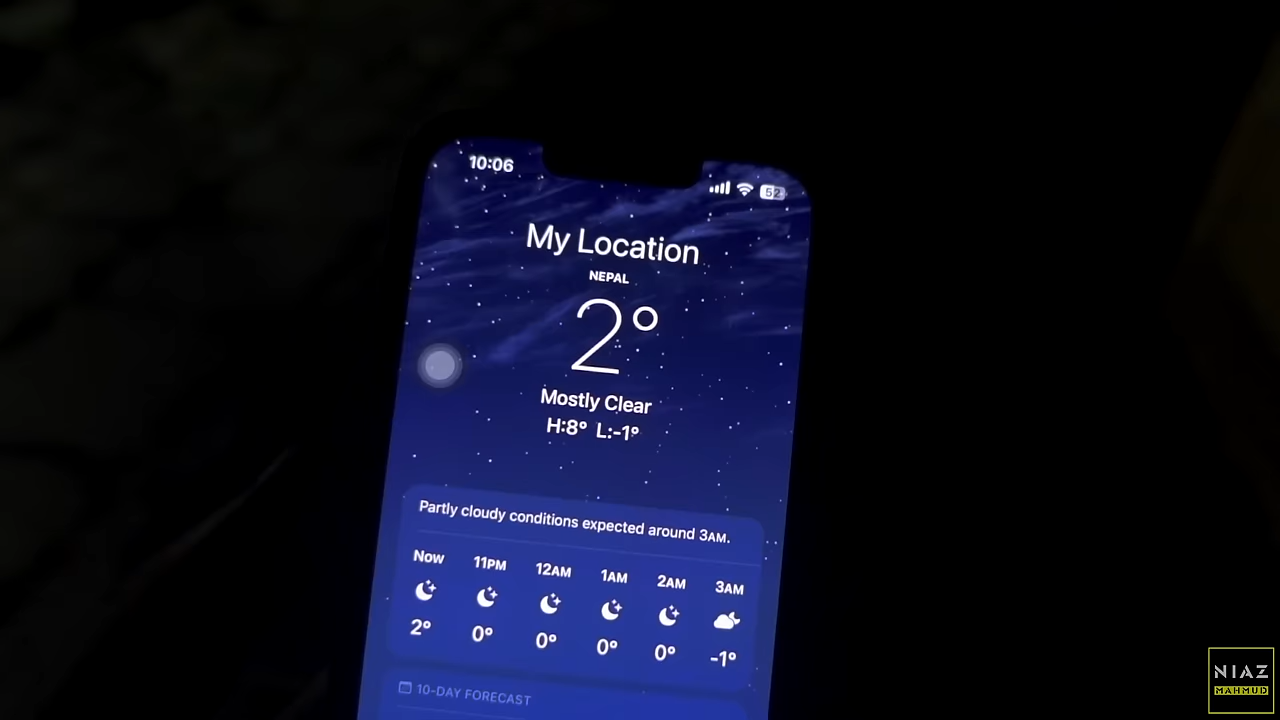 10:06
52
My Location
NEPAL
2°
Mostly Clear
H:8° L:-1°
Partly cloudy conditions expected around 3AM.
Now 11PM 12AM 1AM 2AM 3AM
2° 0° 0° 0° 0° -1°
10-DAY FORECAST
NIAZ
MAHMUD